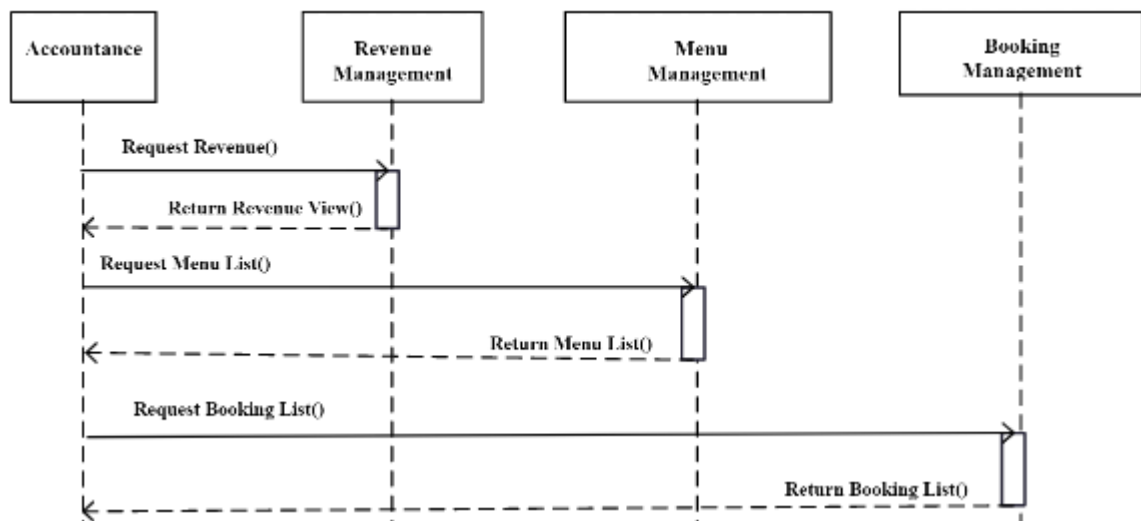 Accountance
Revenue
Management
Menu
Management
Booking
Management
Request Revenue()
Return Revenue View()
Request Menu List()
Return Menu List()
Request Booking List()
Return Booking List()